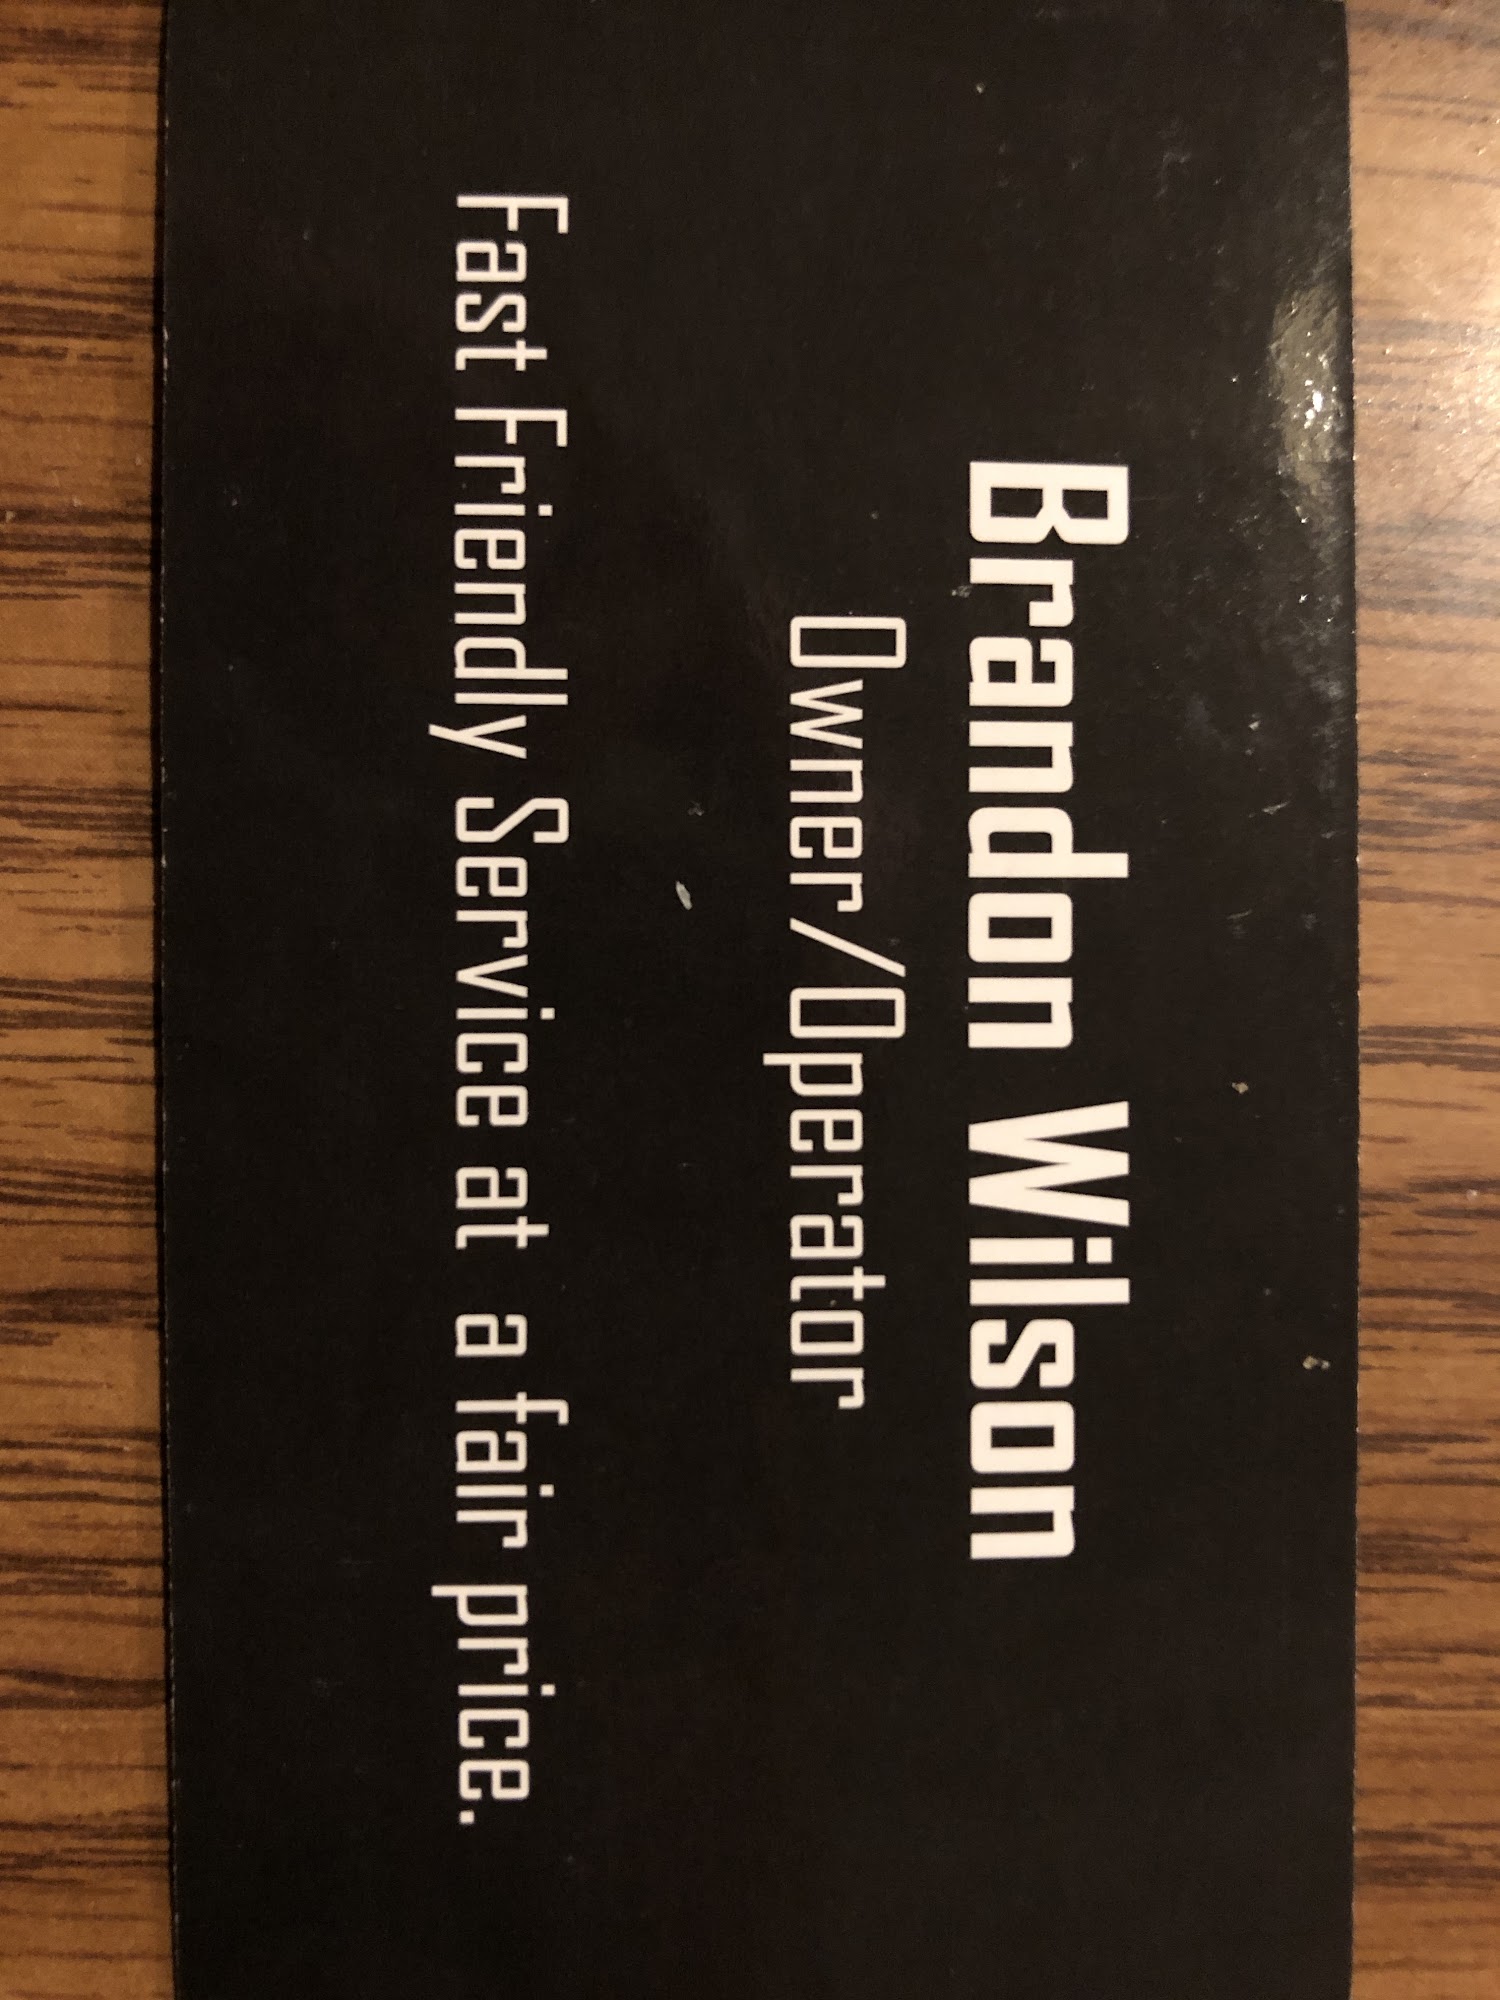 Brandon Wilson
Owner/Operator
Fast Friendly Service at a fair price.